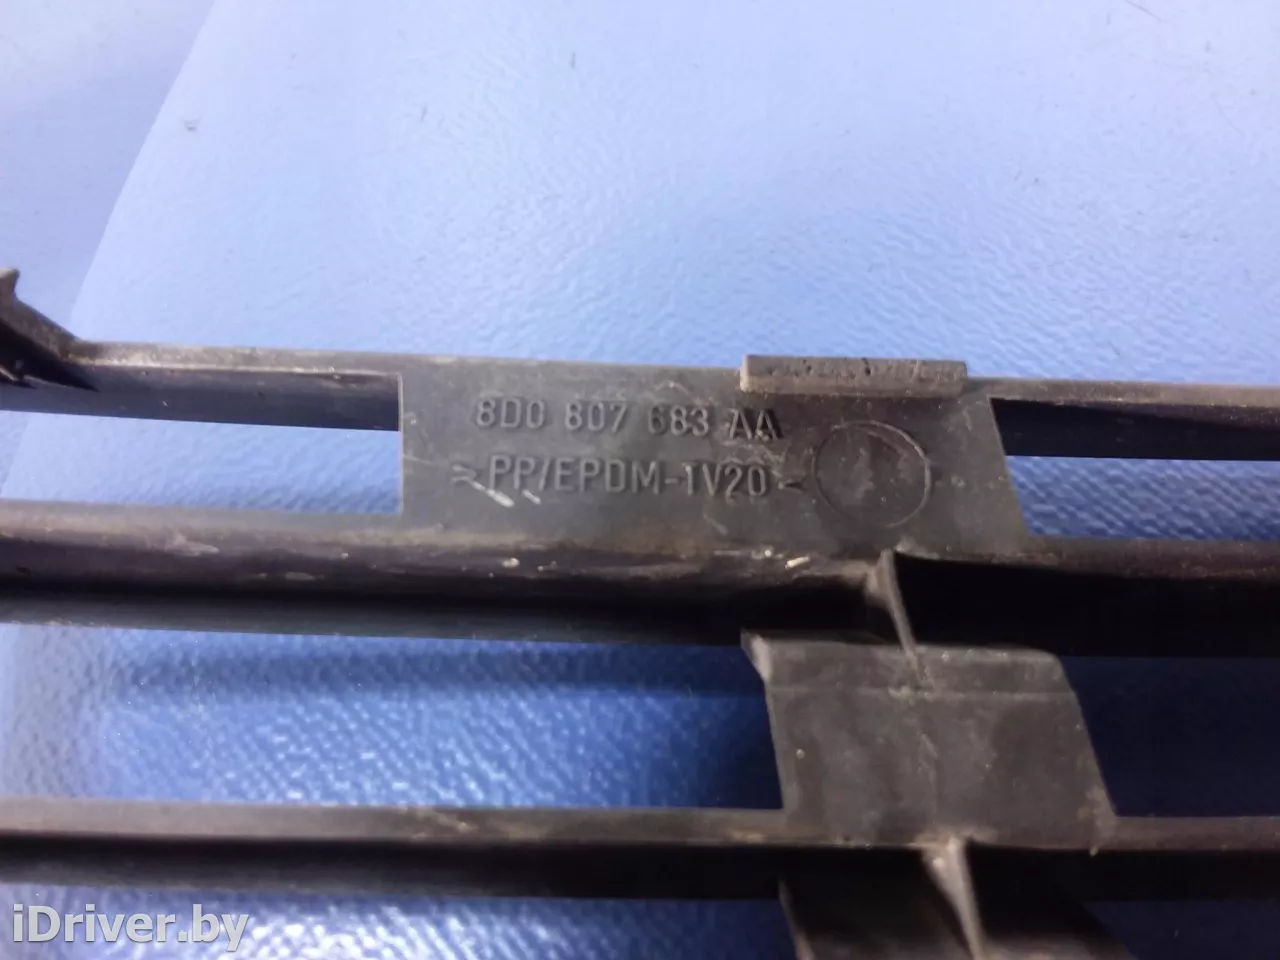 8D0 807 683 AA
>PP/EPDM-TV20<
iDriver.by